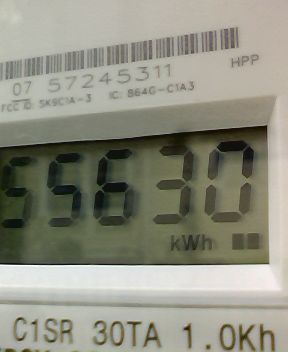 HPP
07 57245311
FCC ID: SK9C1A-3 IC: 864G-C1A3
55630
kWh
C1SR 30TA 1.0Kh